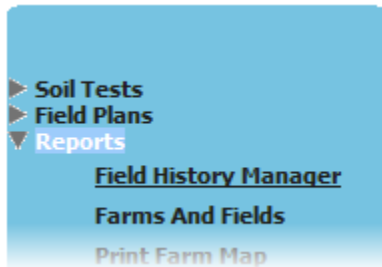 Soil Tests
Field Plans
Reports
Field History Manager
Farms And Fields
Print Farm Map